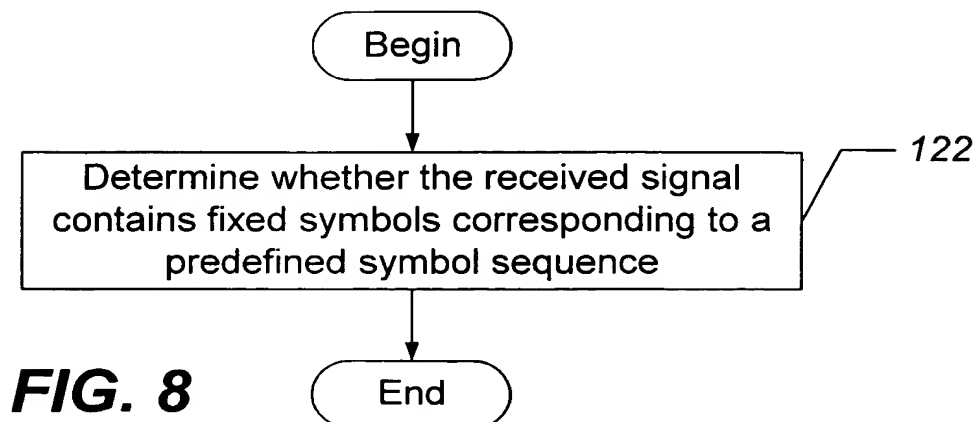 Begin
122
Determine whether the received signal
contains fixed symbols corresponding to a
predefined symbol sequence
FIG. 8
End